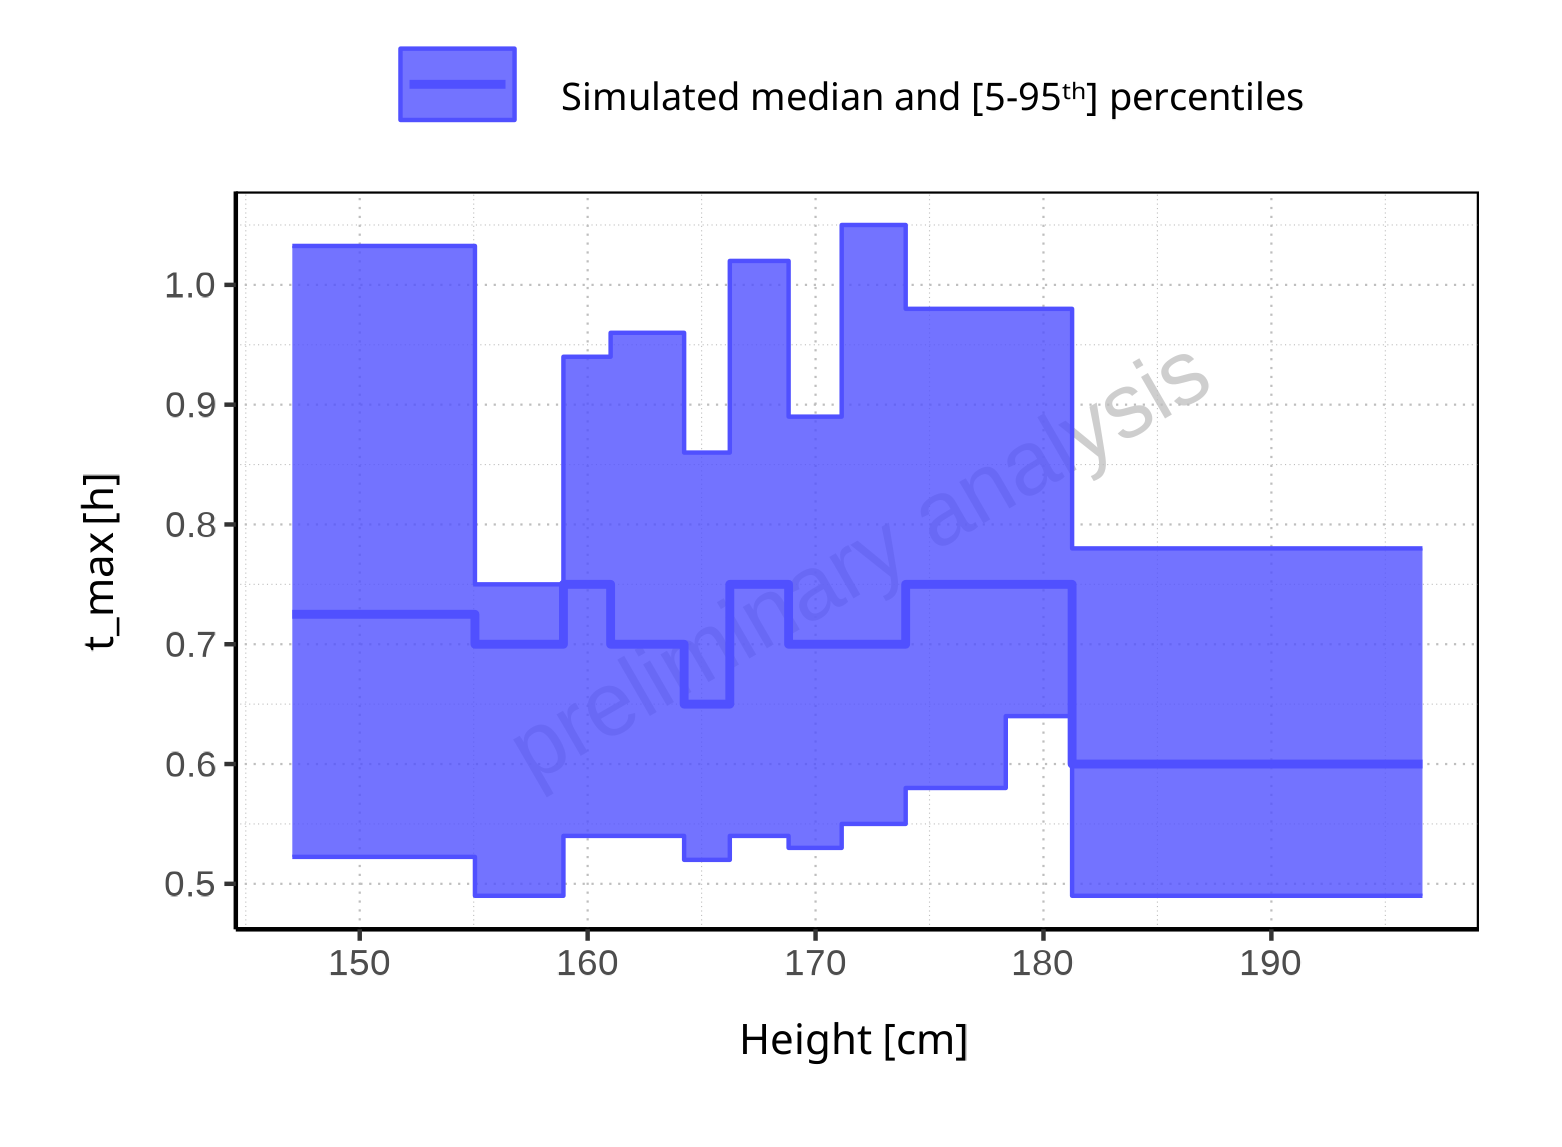 Simulated median and [5-95ᵗʰ] percentiles
1.0
0.9
0.8
0.7
0.6
0.5
t_max [h]
preliminary analysis
150 160 170 180 190
Height [cm]